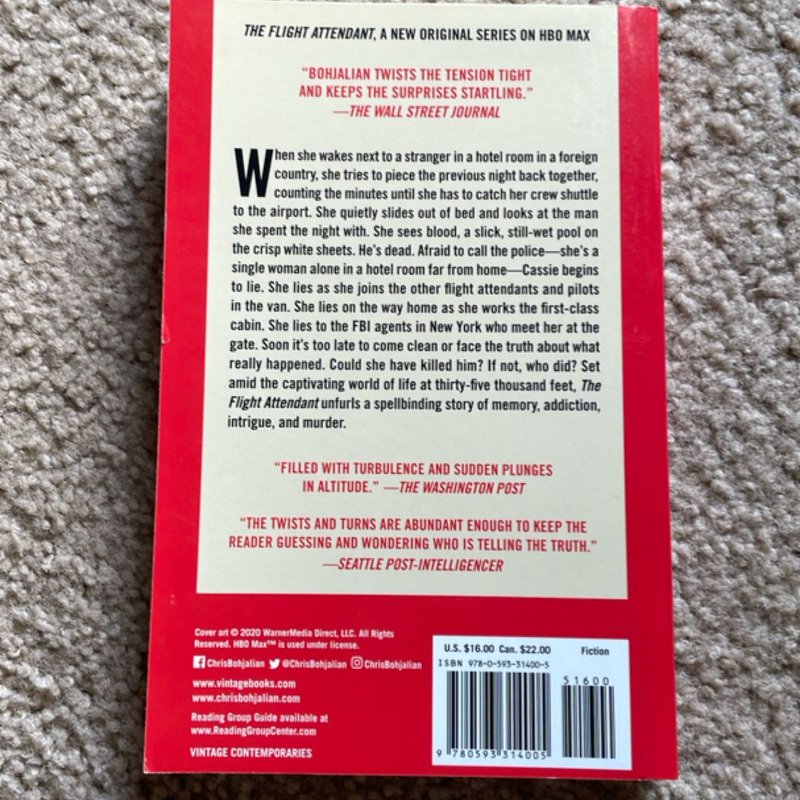 THE FLIGHT ATTENDANT, A NEW ORIGINAL SERIES ON HBO MAX
"BOHJALIAN TWISTS THE TENSION TIGHT
AND KEEPS THE SURPRISES STARTLING."
—THE WALL STREET JOURNAL
When she wakes next to a stranger in a hotel room in a foreign
country, she tries to piece the previous night back together,
counting the minutes until she has to catch her crew shuttle
to the airport. She quietly slides out of bed and looks at the man
she spent the night with. She sees blood, a slick, still-wet pool on
the crisp white sheets. He's dead. Afraid to call the police—she's a
single woman alone in a hotel room far from home—Cassie begins
to lie. She lies as she joins the other flight attendants and pilots
in the van. She lies on the way home as she works the first-class
cabin. She lies to the FBI agents in New York who meet her at the
gate. Soon it's too late to come clean or face the truth about what
really happened. Could she have killed him? If not, who did? Set
amid the captivating world of life at thirty-five thousand feet, The
Flight Attendant unfurls a spellbinding story of memory, addiction,
intrigue, and murder.
"FILLED WITH TURBULENCE AND SUDDEN PLUNGES
IN ALTITUDE." —THE WASHINGTON POST
"THE TWISTS AND TURNS ARE ABUNDANT ENOUGH TO KEEP THE
READER GUESSING AND WONDERING WHO IS TELLING THE TRUTH."
—SEATTLE POST-INTELLIGENCER
Cover art © 2020 WarnerMedia Direct, LLC. All Rights
Reserved. HBO Max™ is used under license.
ChrisBohjalian @ChrisBohjalian ChrisBohjalian
www.vintagebooks.com
www.chrisbohjalian.com
Reading Group Guide available at
www.ReadingGroupCenter.com
VINTAGE CONTEMPORARIES
U.S. $16.00 Can. $22.00 Fiction
ISBN 978-0-593-31400-5
51600
9 780593 314005